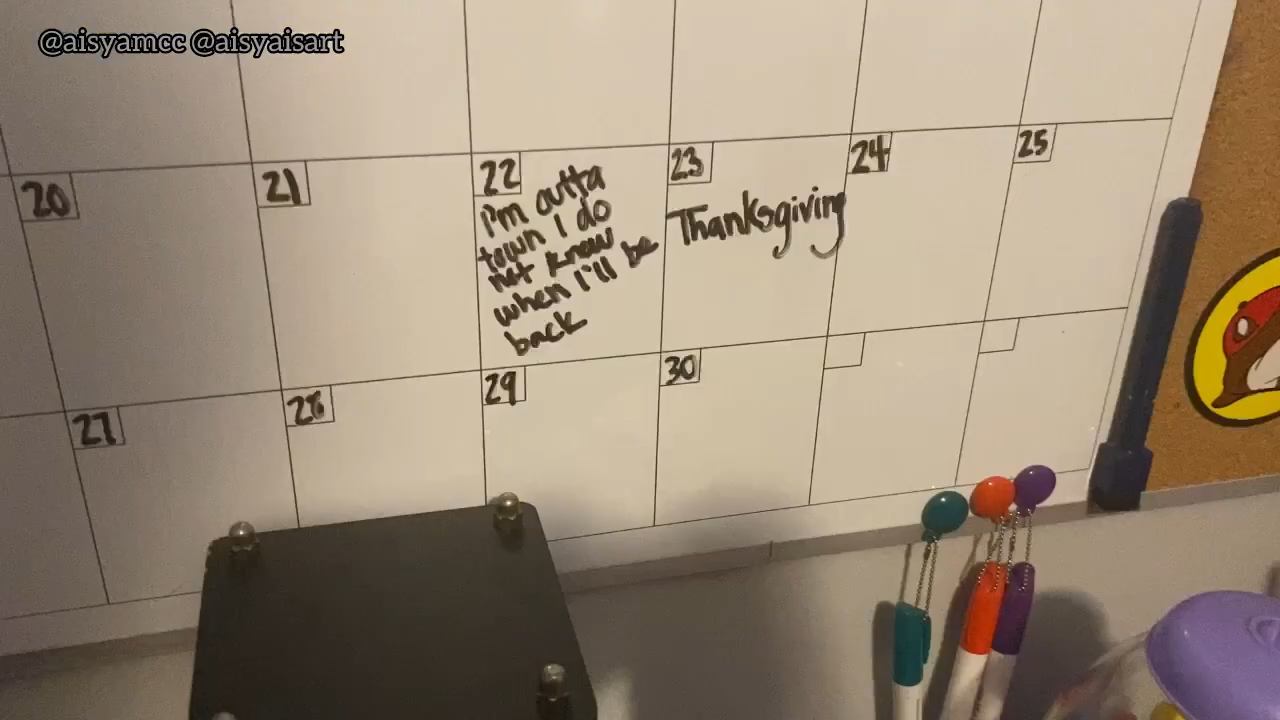 @aisyamcc @aisyaisart
20
21
22
I'm outta
town I do
not know
when I'll be
back
23
Thanksgiving
24
25
27
28
29
30